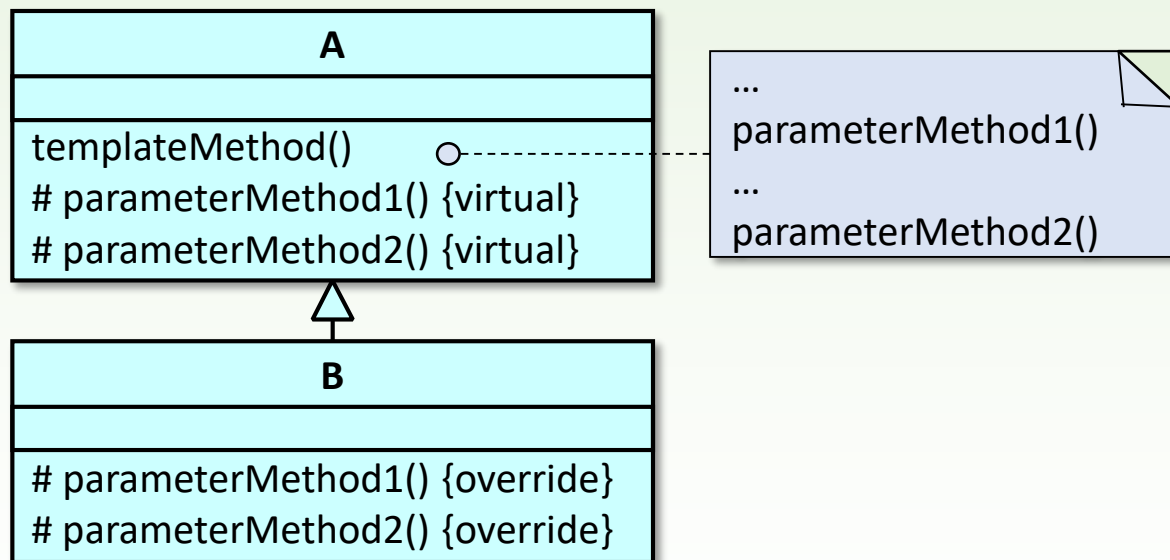 A
templateMethod()
# parameterMethod1() {virtual}
# parameterMethod2() {virtual}
...
parameterMethod1()
...
parameterMethod2()
B
# parameterMethod1() {override}
# parameterMethod2() {override}